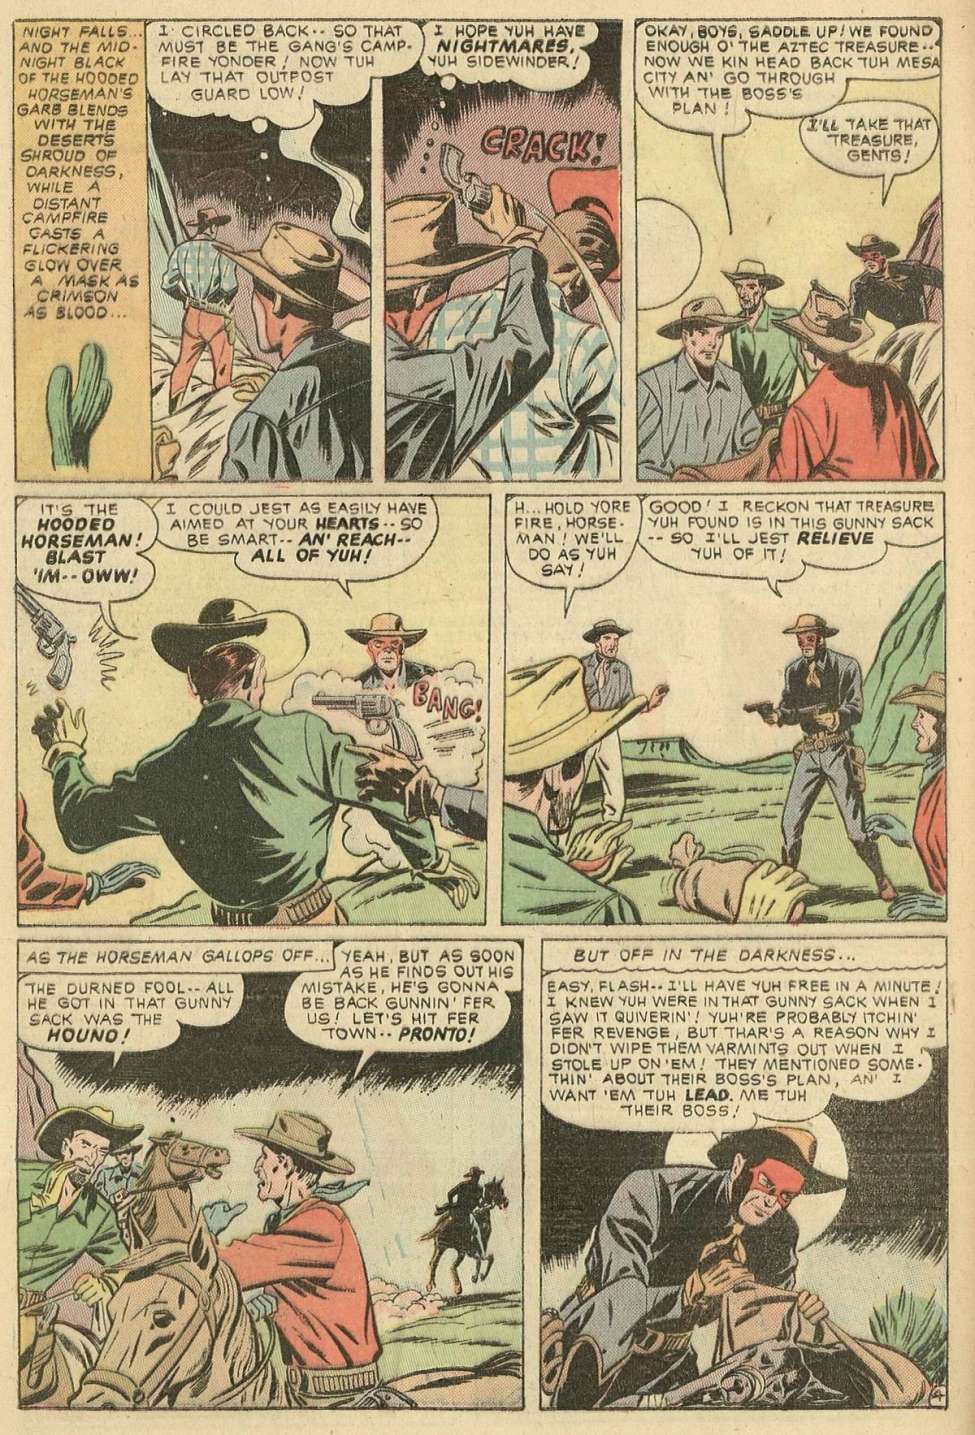 NIGHT FALLS...
AND THE MID-
NIGHT BLACK
OF THE HOODED
HORSEMAN'S
GARB BLENDS
WITH THE
DESERTS
SHROUD OF
DARKNESS,
WHILE A
DISTANT
CAMPFIRE
CASTS A
FLICKERING
GLOW OVER
A MASK AS
CRIMSON
AS BLOOD...
I CIRCLED BACK-- SO THAT
MUST BE THE GANG'S CAMP-
FIRE YONDER! NOW TUH
LAY THAT OUTPOST
GUARD LOW!
I HOPE YUH HAVE
NIGHTMARES,
YUH SIDEWINDER!
CRACK!
OKAY, BOYS, SADDLE UP! WE FOUND
ENOUGH O' THE AZTEC TREASURE--
NOW WE KIN HEAD BACK TUH MESA
CITY AN' GO THROUGH
WITH THE BOSS'S
PLAN!
I'LL TAKE THAT
TREASURE,
GENTS!
IT'S THE
HOODED
HORSEMAN!
BLAST
'IM-- OWW!
I COULD JEST AS EASILY HAVE
AIMED AT YOUR HEARTS-- SO
BE SMART-- AN' REACH--
ALL OF YUH!
BANG!
H... HOLD YORE
FIRE, HORSE-
MAN! WE'LL
DO AS YUH
SAY!
GOOD! I RECKON THAT TREASURE
YUH FOUND IS IN THIS GUNNY SACK
-- SO I'LL JEST RELIEVE
YUH OF IT!
AS THE HORSEMAN GALLOPS OFF...
THE DURNED FOOL-- ALL
HE GOT IN THAT GUNNY
SACK WAS THE
HOUND!
YEAH, BUT AS SOON
AS HE FINDS OUT HIS
MISTAKE, HE'S GONNA
BE BACK GUNNIN' FER
US! LET'S HIT FER
TOWN-- PRONTO!
BUT OFF IN THE DARKNESS...
EASY, FLASH-- I'LL HAVE YUH FREE IN A MINUTE!
I KNEW YUH WERE IN THAT GUNNY SACK WHEN I
SAW IT QUIVERIN'! YUH'RE PROBABLY ITCHIN'
FER REVENGE, BUT THAR'S A REASON WHY I
DIDN'T WIPE THEM VARMINTS OUT WHEN I
STOLE UP ON 'EM! THEY MENTIONED SOME-
THIN' ABOUT THEIR BOSS'S PLAN, AN' I
WANT 'EM TUH LEAD ME TUH
THEIR BOSS!
4